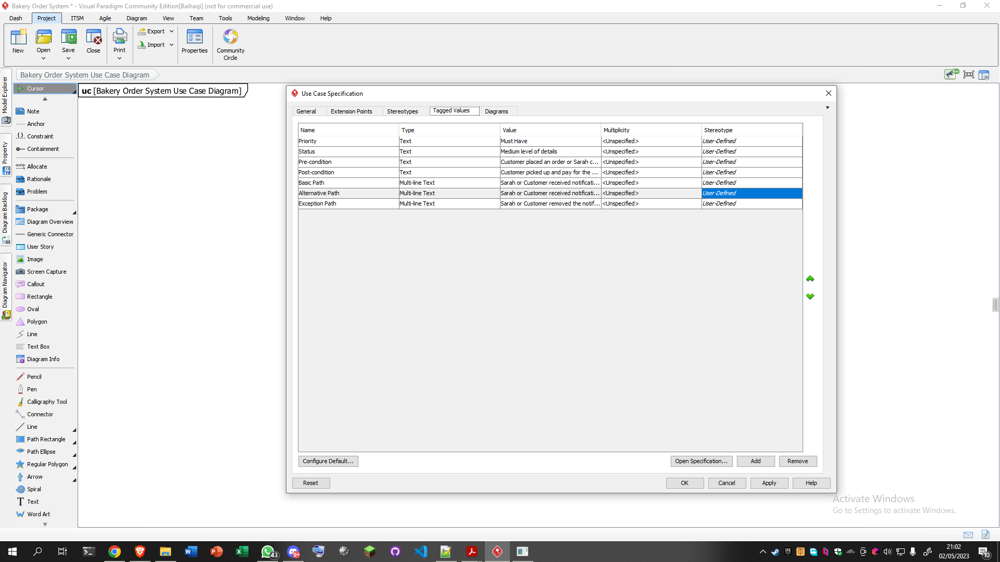 Bakery Order System * - Visual Paradigm Community Edition[Baihaqi] (not for commercial use)
Dash Project ITSM Agile Diagram View Team Tools Modeling Window Help
New Open Save Close Print Export Import Properties Community Circle
Bakery Order System Use Case Diagram
9+
Model Explorer
Property
Diagram Backlog
Diagram Navigator
Cursor
Note
Anchor
Constraint
Containment
Allocate
Rationale
Problem
Package
Diagram Overview
Generic Connector
User Story
Image
Screen Capture
Callout
Rectangle
Oval
Polygon
Line
Text Box
Diagram Info
Pencil
Pen
Calligraphy Tool
Connector
Line
Path Rectangle
Path Ellipse
Regular Polygon
Arrow
Spiral
Text
Word Art
uc [Bakery Order System Use Case Diagram]
Use Case Specification
General Extension Points Stereotypes Tagged Values Diagrams
Name Type Value Multiplicity Stereotype
Priority Text Must Have <Unspecified> User-Defined
Status Text Medium level of details <Unspecified> User-Defined
Pre-condition Text Customer placed an order or Sarah c... <Unspecified> User-Defined
Post-condition Text Customer picked up and pay for the ... <Unspecified> User-Defined
Basic Path Multi-line Text Sarah or Customer received notificati... <Unspecified> User-Defined
Alternative Path Multi-line Text Sarah or Customer received notificati... <Unspecified> User-Defined
Exception Path Multi-line Text Sarah or Customer removed the notif... <Unspecified> User-Defined
Configure Default... Open Specification... Add Remove
Reset OK Cancel Apply Help
Activate Windows
Go to Settings to activate Windows.
43
9+
21:02
02/05/2023
10